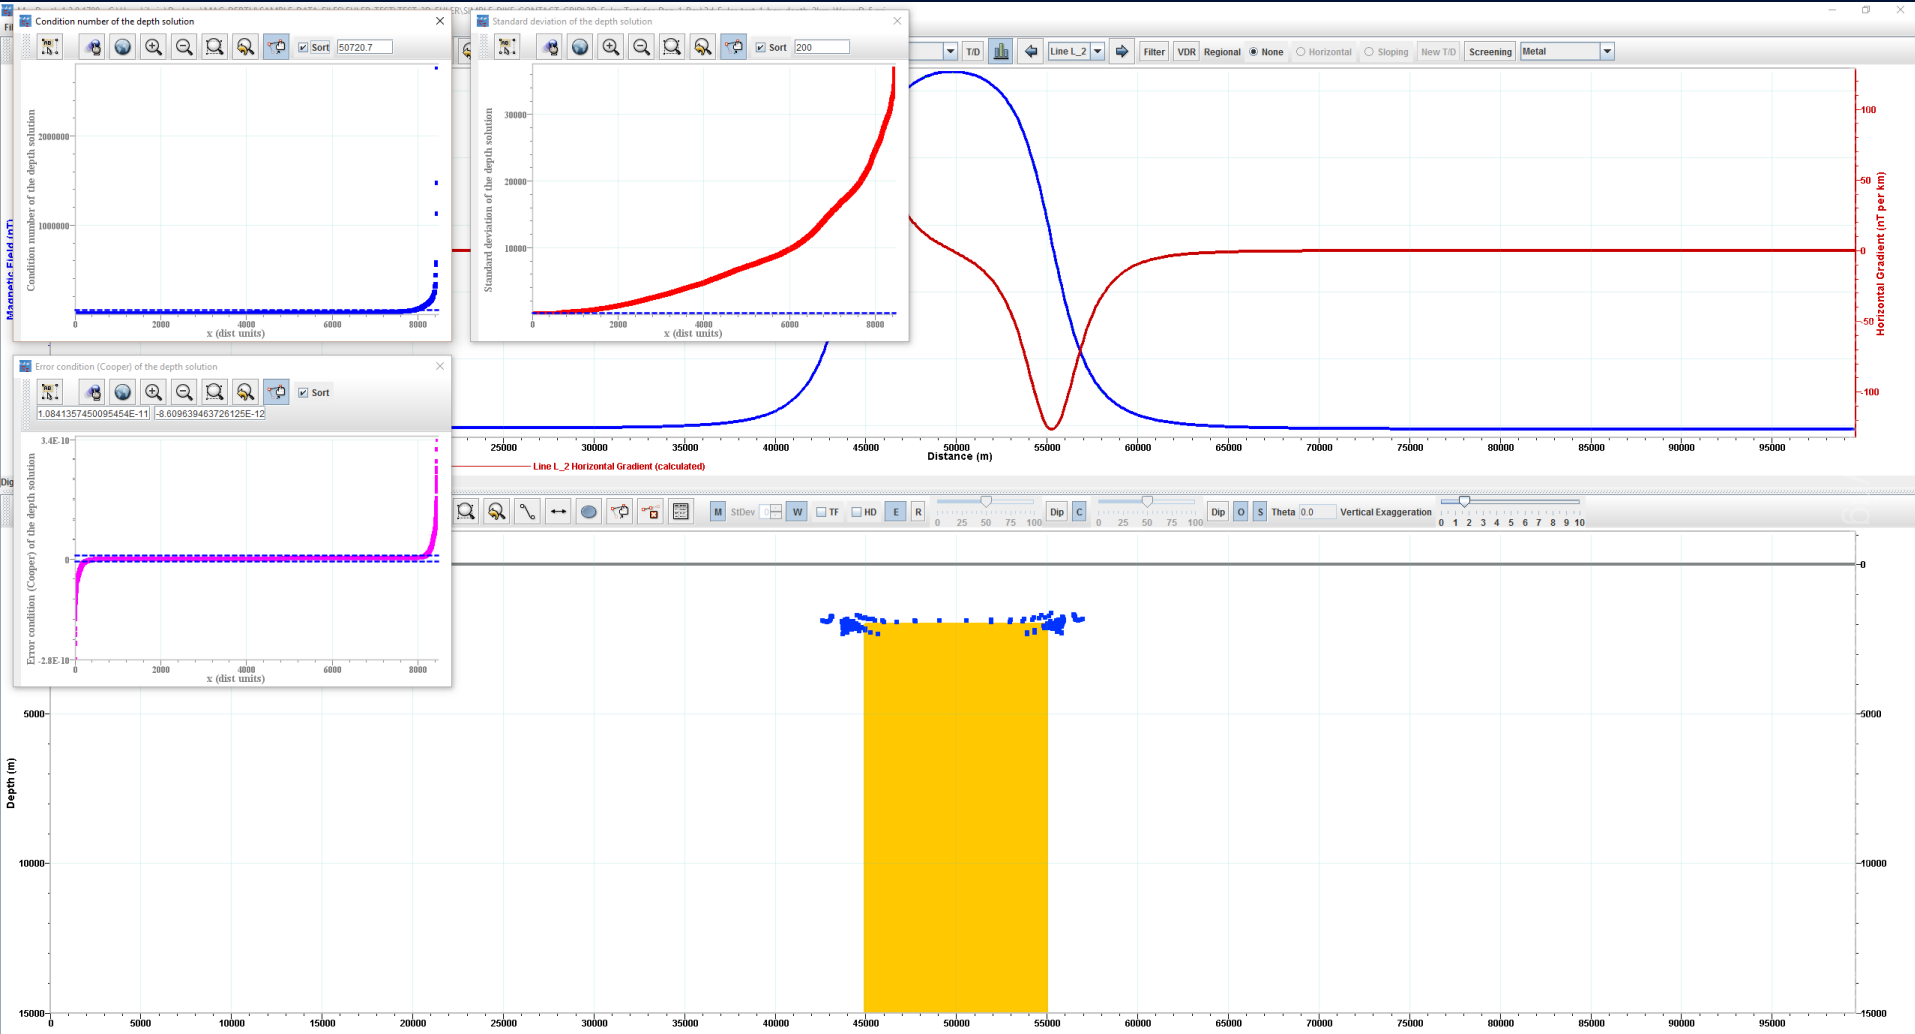 Condition number of the depth solution
Sort 50720.7
Condition number of the depth solution
2000000
1000000
0 2000 4000 6000 8000
x (dist units)
Standard deviation of the depth solution
Sort 200
Standard deviation of the depth solution
30000
20000
10000
0 2000 4000 6000 8000
x (dist units)
Error condition (Cooper) of the depth solution
Sort
1.0841357450095454E-11 -8.609639463726125E-12
Error condition (Cooper) of the depth solution
3.4E-10
0
-2.8E-10
0 2000 4000 6000 8000
x (dist units)
T/D Line L_2 Filter VDR Regional None Horizontal Sloping New T/D Screening Metal
Magnetic Field (nT)
100
50
0
-50
-100
Horizontal Gradient (nT per km)
25000 30000 35000 40000 45000 50000 55000 60000 65000 70000 75000 80000 85000 90000 95000
Distance (m)
Line L_2 Horizontal Gradient (calculated)
Dig
M StDev 0 W TF HD E R 0 25 50 75 100 Dip C 0 25 50 75 100 Dip O S Theta 0.0 Vertical Exaggeration 0 1 2 3 4 5 6 7 8 9 10
0
5000 5000
10000 10000
15000 15000
Depth (m)
0 5000 10000 15000 20000 25000 30000 35000 40000 45000 50000 55000 60000 65000 70000 75000 80000 85000 90000 95000